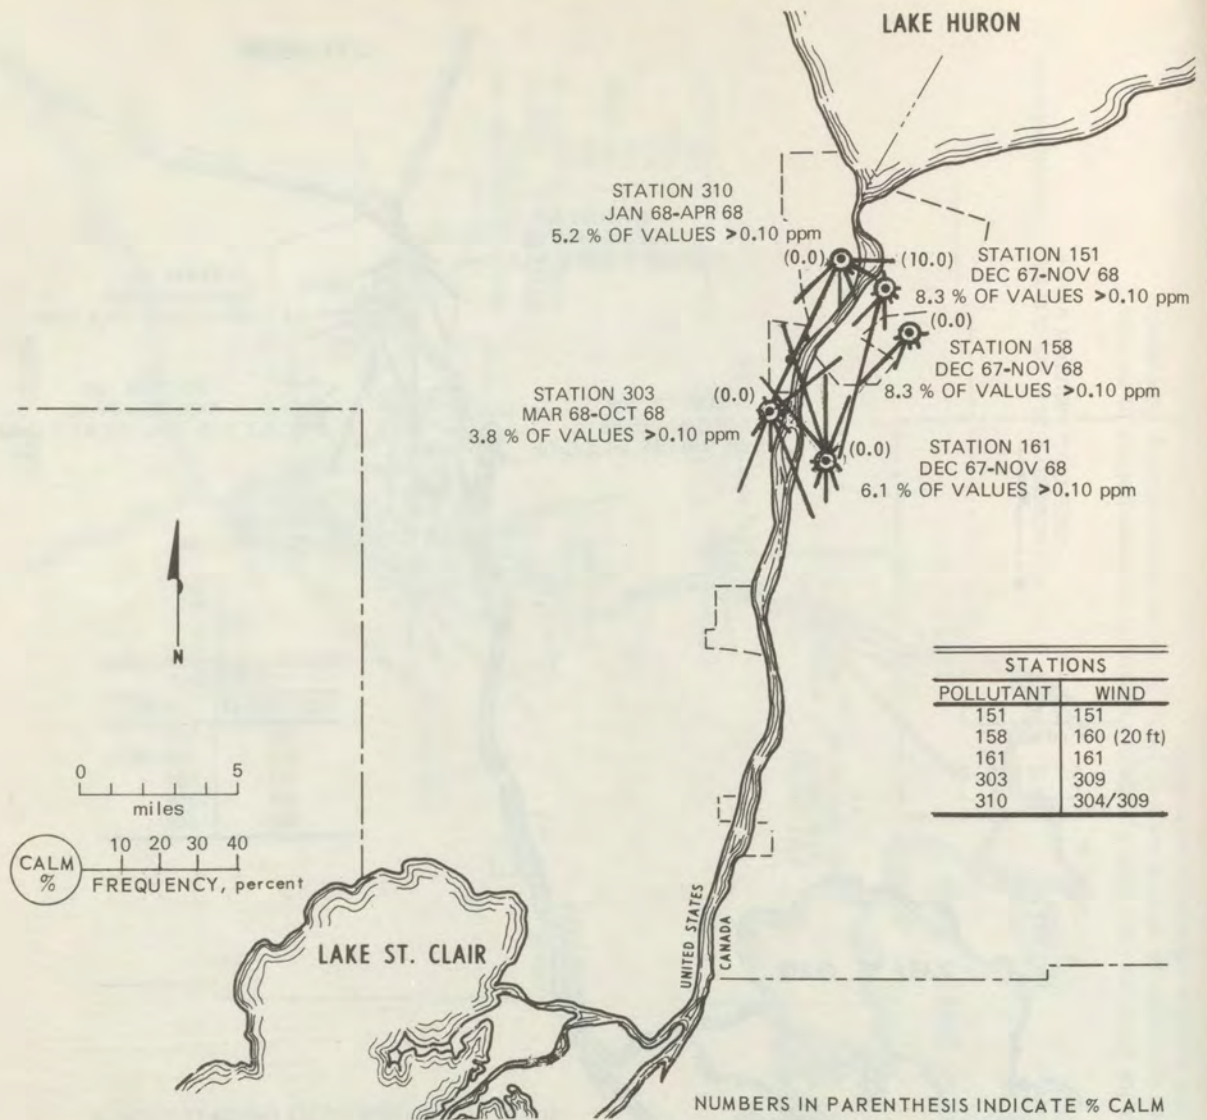 LAKE HURON
STATION 310
JAN 68-APR 68
5.2 % OF VALUES >0.10 ppm
(0.0)
(10.0)
STATION 151
DEC 67-NOV 68
8.3 % OF VALUES >0.10 ppm
(0.0)
STATION 158
DEC 67-NOV 68
8.3 % OF VALUES >0.10 ppm
STATION 303
MAR 68-OCT 68
3.8 % OF VALUES >0.10 ppm
(0.0)
(0.0)
STATION 161
DEC 67-NOV 68
6.1 % OF VALUES >0.10 ppm
N
STATIONS
POLLUTANT WIND
151 151
158 160 (20 ft)
161 161
303 309
310 304/309
0 5
miles
10 20 30 40
CALM
%
FREQUENCY, percent
UNITED STATES
CANADA
LAKE ST. CLAIR
NUMBERS IN PARENTHESIS INDICATE % CALM